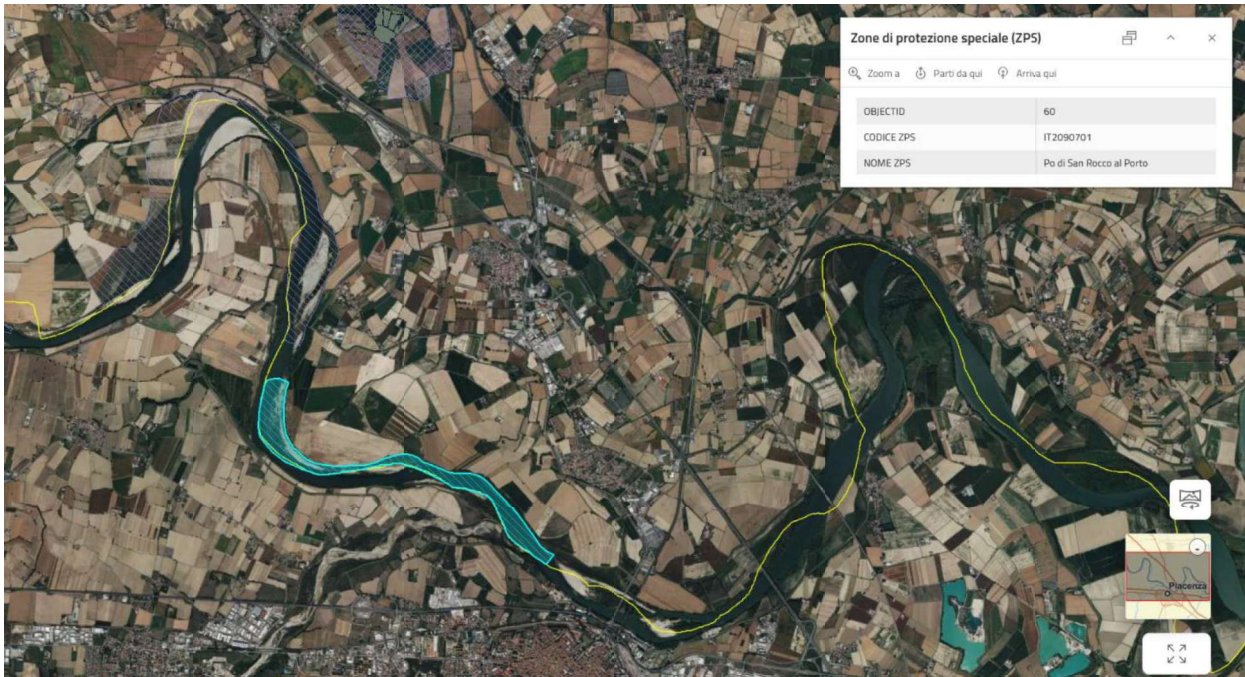 Zone di protezione speciale (ZPS)
Zoom a Parti da qui Arriva qui
OBJECTID 60
CODICE ZPS IT2090701
NOME ZPS Po di San Rocco al Porto
Piacenza